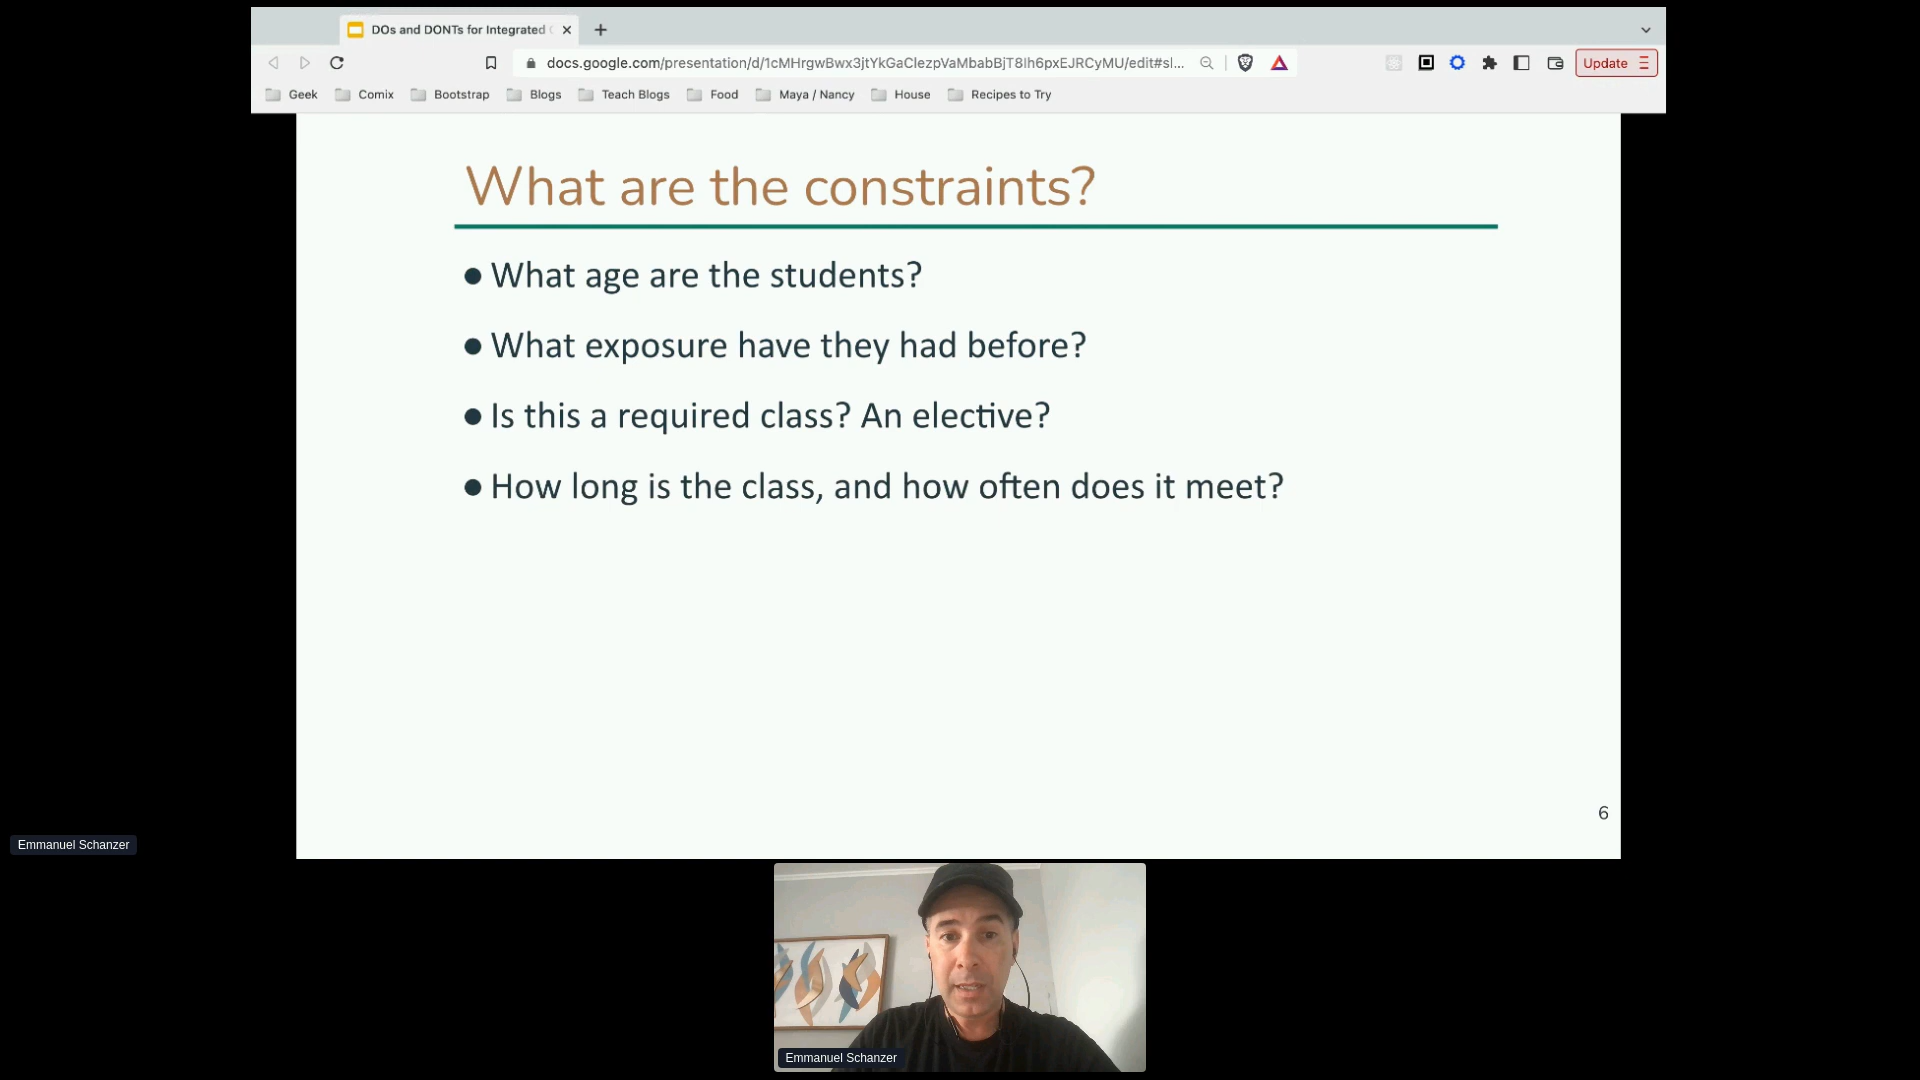 DOs and DONTs for Integrated
docs.google.com/presentation/d/1cMHrgwBwx3jtYkGaClezpVaMbabBjT8lh6pxEJRCyMU/edit#sl...
Update
Geek
Comix
Bootstrap
Blogs
Teach Blogs
Food
Maya / Nancy
House
Recipes to Try
What are the constraints?
● What age are the students?
● What exposure have they had before?
● Is this a required class? An elective?
● How long is the class, and how often does it meet?
6
Emmanuel Schanzer
Emmanuel Schanzer